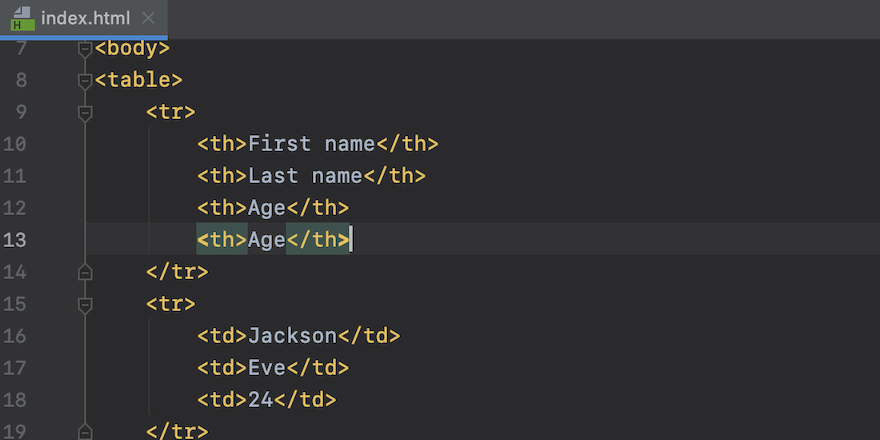 index.html
H
7 <body>
8 <table>
9 <tr>
10 <th>First name</th>
11 <th>Last name</th>
12 <th>Age</th>
13 <th>Age</th>
14 </tr>
15 <tr>
16 <td>Jackson</td>
17 <td>Eve</td>
18 <td>24</td>
19 </tr>